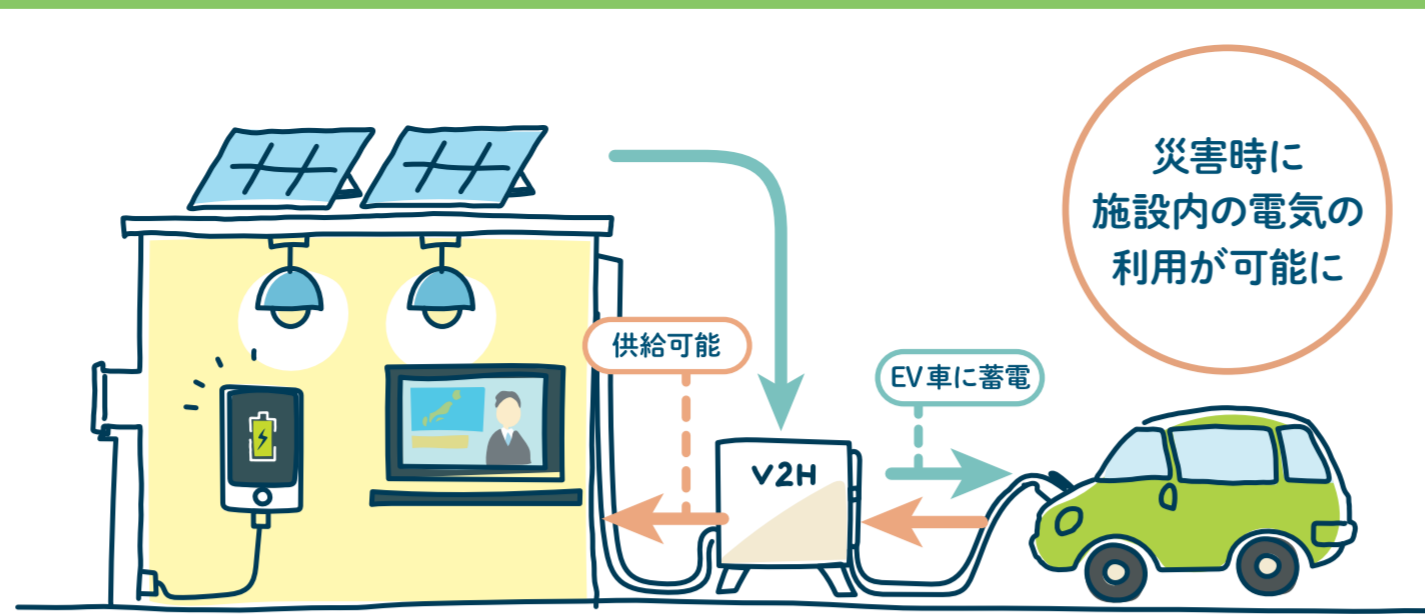 災害時に
施設内の電気の
利用が可能に
供給可能
EV車に蓄電
V2H